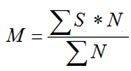 M = ∑ S * N / ∑ N